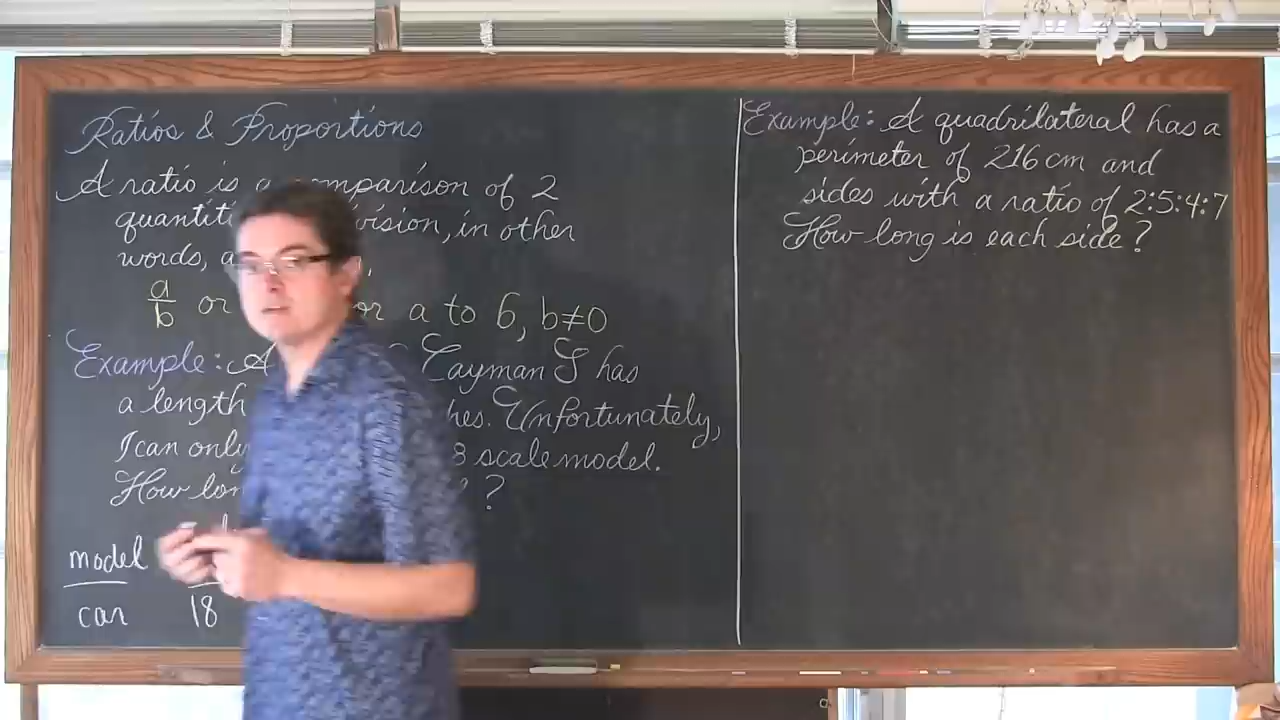 Ratios & Proportions
A ratio is a comparison of 2
quantiti vision, in other
words, a
a/b or or a to b, b≠0
Example: A Cayman S has
a length hes. Unfortunately,
I can only 8 scale model.
How lon ?
model
car 18
Example: A quadrilateral has a
perimeter of 216 cm and
sides with a ratio of 2:5:4:7
How long is each side?